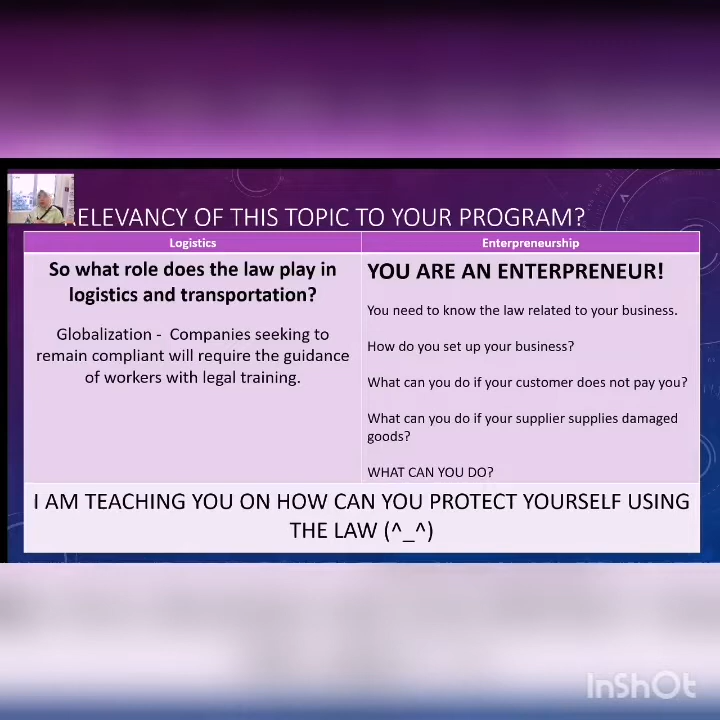 RELEVANCY OF THIS TOPIC TO YOUR PROGRAM?
Logistics
So what role does the law play in
logistics and transportation?
Globalization - Companies seeking to
remain compliant will require the guidance
of workers with legal training.
Enterpreneurship
YOU ARE AN ENTERPRENEUR!
You need to know the law related to your business.
How do you set up your business?
What can you do if your customer does not pay you?
What can you do if your supplier supplies damaged
goods?
WHAT CAN YOU DO?
I AM TEACHING YOU ON HOW CAN YOU PROTECT YOURSELF USING
THE LAW (^_^)
InShOt